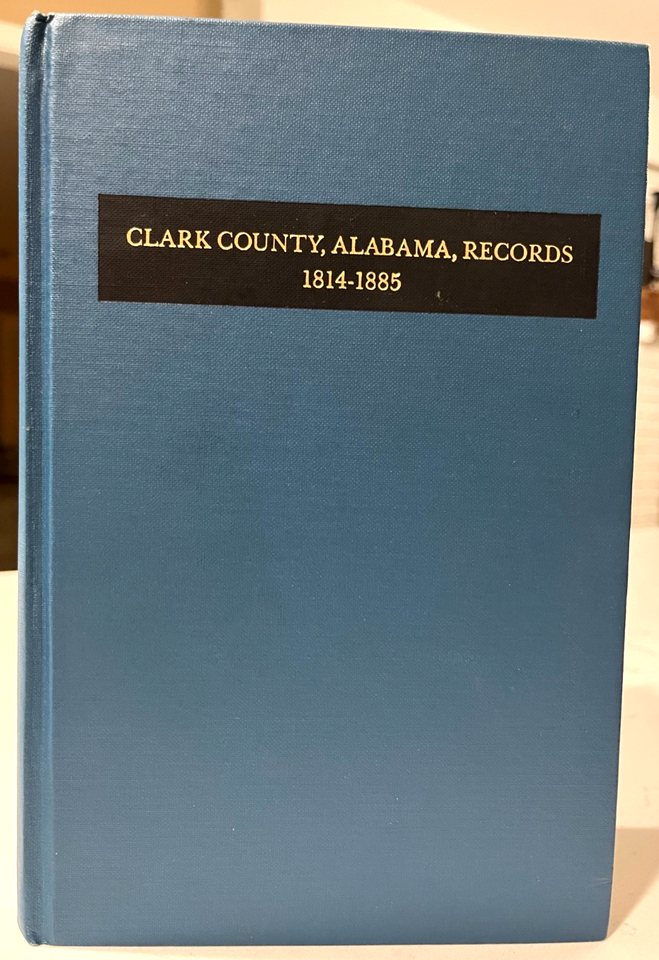 CLARK COUNTY, ALABAMA, RECORDS
1814-1885